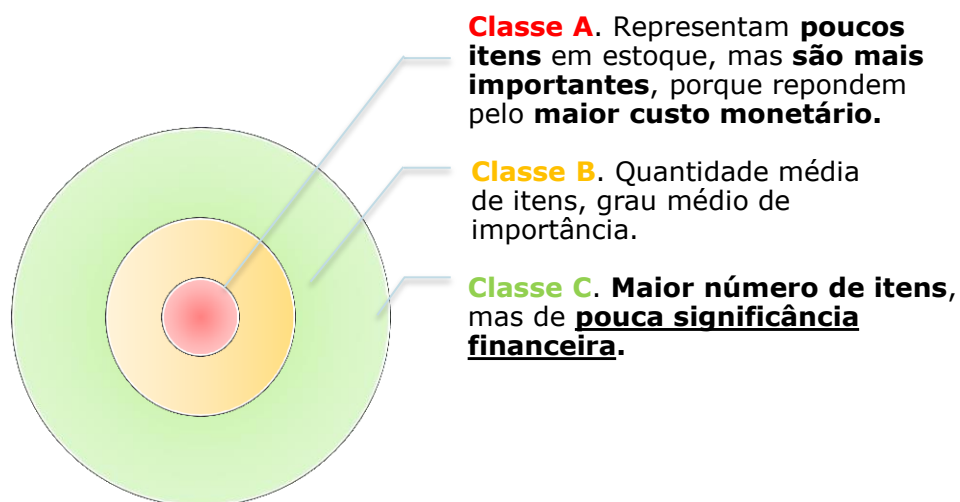 Classe A. Representam poucos
itens em estoque, mas são mais
importantes, porque repondem
pelo maior custo monetário.
Classe B. Quantidade média
de itens, grau médio de
importância.
Classe C. Maior número de itens,
mas de pouca significância
financeira.